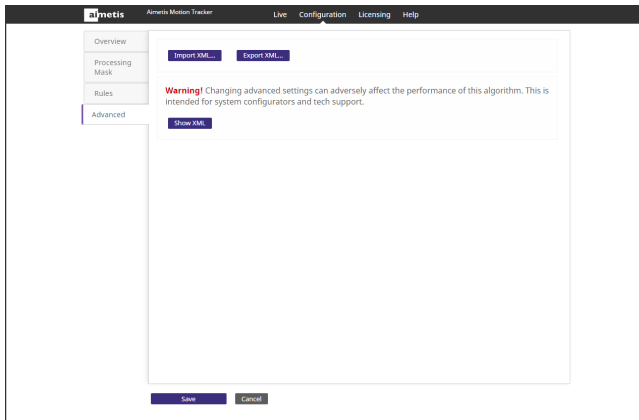 aimetis
Aimetis Motion Tracker
Live Configuration Licensing Help
Overview
Processing
Mask
Rules
Advanced
Import XML... Export XML...
Warning! Changing advanced settings can adversely affect the performance of this algorithm. This is
intended for system configurators and tech support.
Show XML
Save Cancel